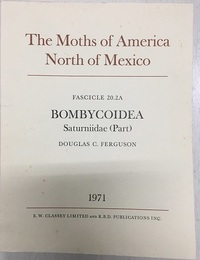 The Moths of America
North of Mexico
FASCICLE 20.2A
BOMBYCOIDEA
Saturniidae (Part)
DOUGLAS C. FERGUSON
1971
E. W. CLASSEY LIMITED AND R.B.D. PUBLICATIONS INC.